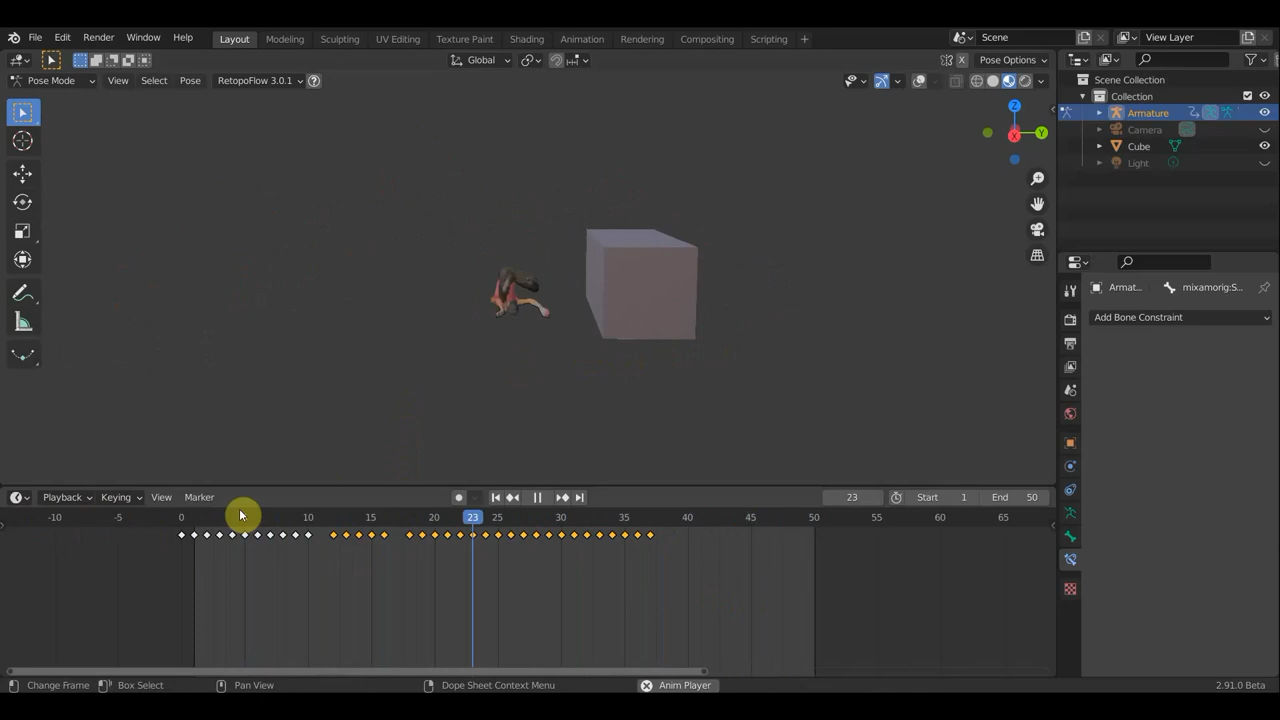 File Edit Render Window Help Layout Modeling Sculpting UV Editing Texture Paint Shading Animation Rendering Compositing Scripting + Scene View Layer
Global X Pose Options
Pose Mode View Select Pose RetopoFlow 3.0.1 ?
Scene Collection
Collection
Armature
Camera
Cube
Light
Z
Y
X
Armat... mixamorig:S...
Add Bone Constraint
Playback Keying View Marker 23 Start 1 End 50
-10 -5 0 5 10 15 20 23 25 30 35 40 45 50 55 60 65
Change Frame Box Select Pan View Dope Sheet Context Menu Anim Player 2.91.0 Beta